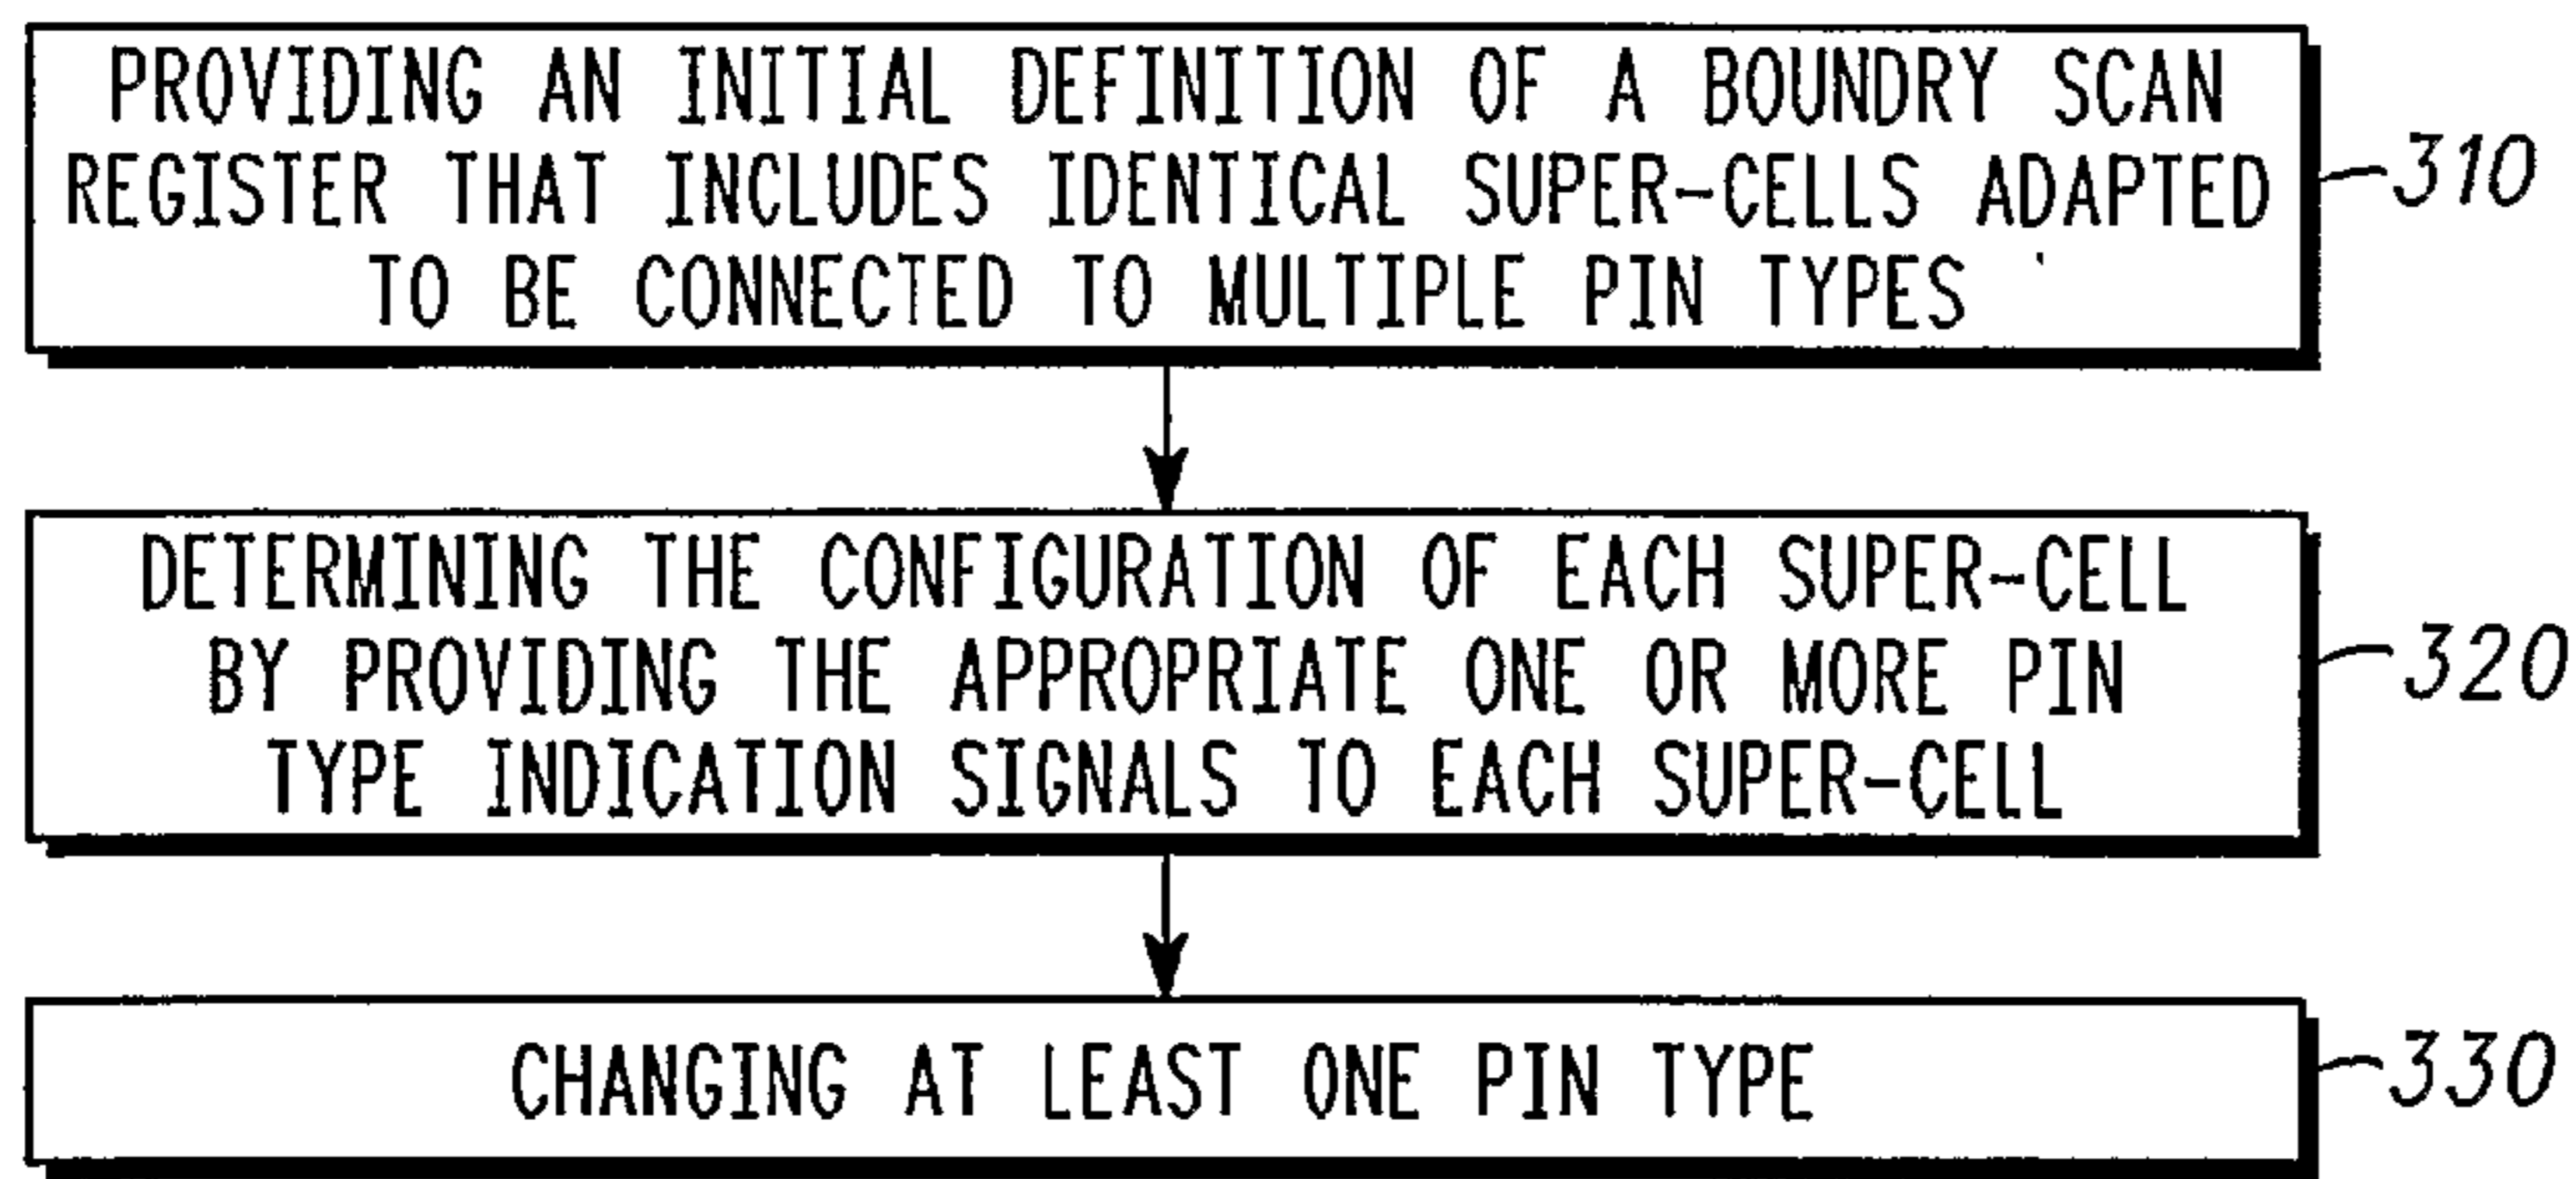 PROVIDING AN INITIAL DEFINITION OF A BOUNDRY SCAN
REGISTER THAT INCLUDES IDENTICAL SUPER-CELLS ADAPTED
TO BE CONNECTED TO MULTIPLE PIN TYPES
310
DETERMINING THE CONFIGURATION OF EACH SUPER-CELL
BY PROVIDING THE APPROPRIATE ONE OR MORE PIN
TYPE INDICATION SIGNALS TO EACH SUPER-CELL
320
CHANGING AT LEAST ONE PIN TYPE
330